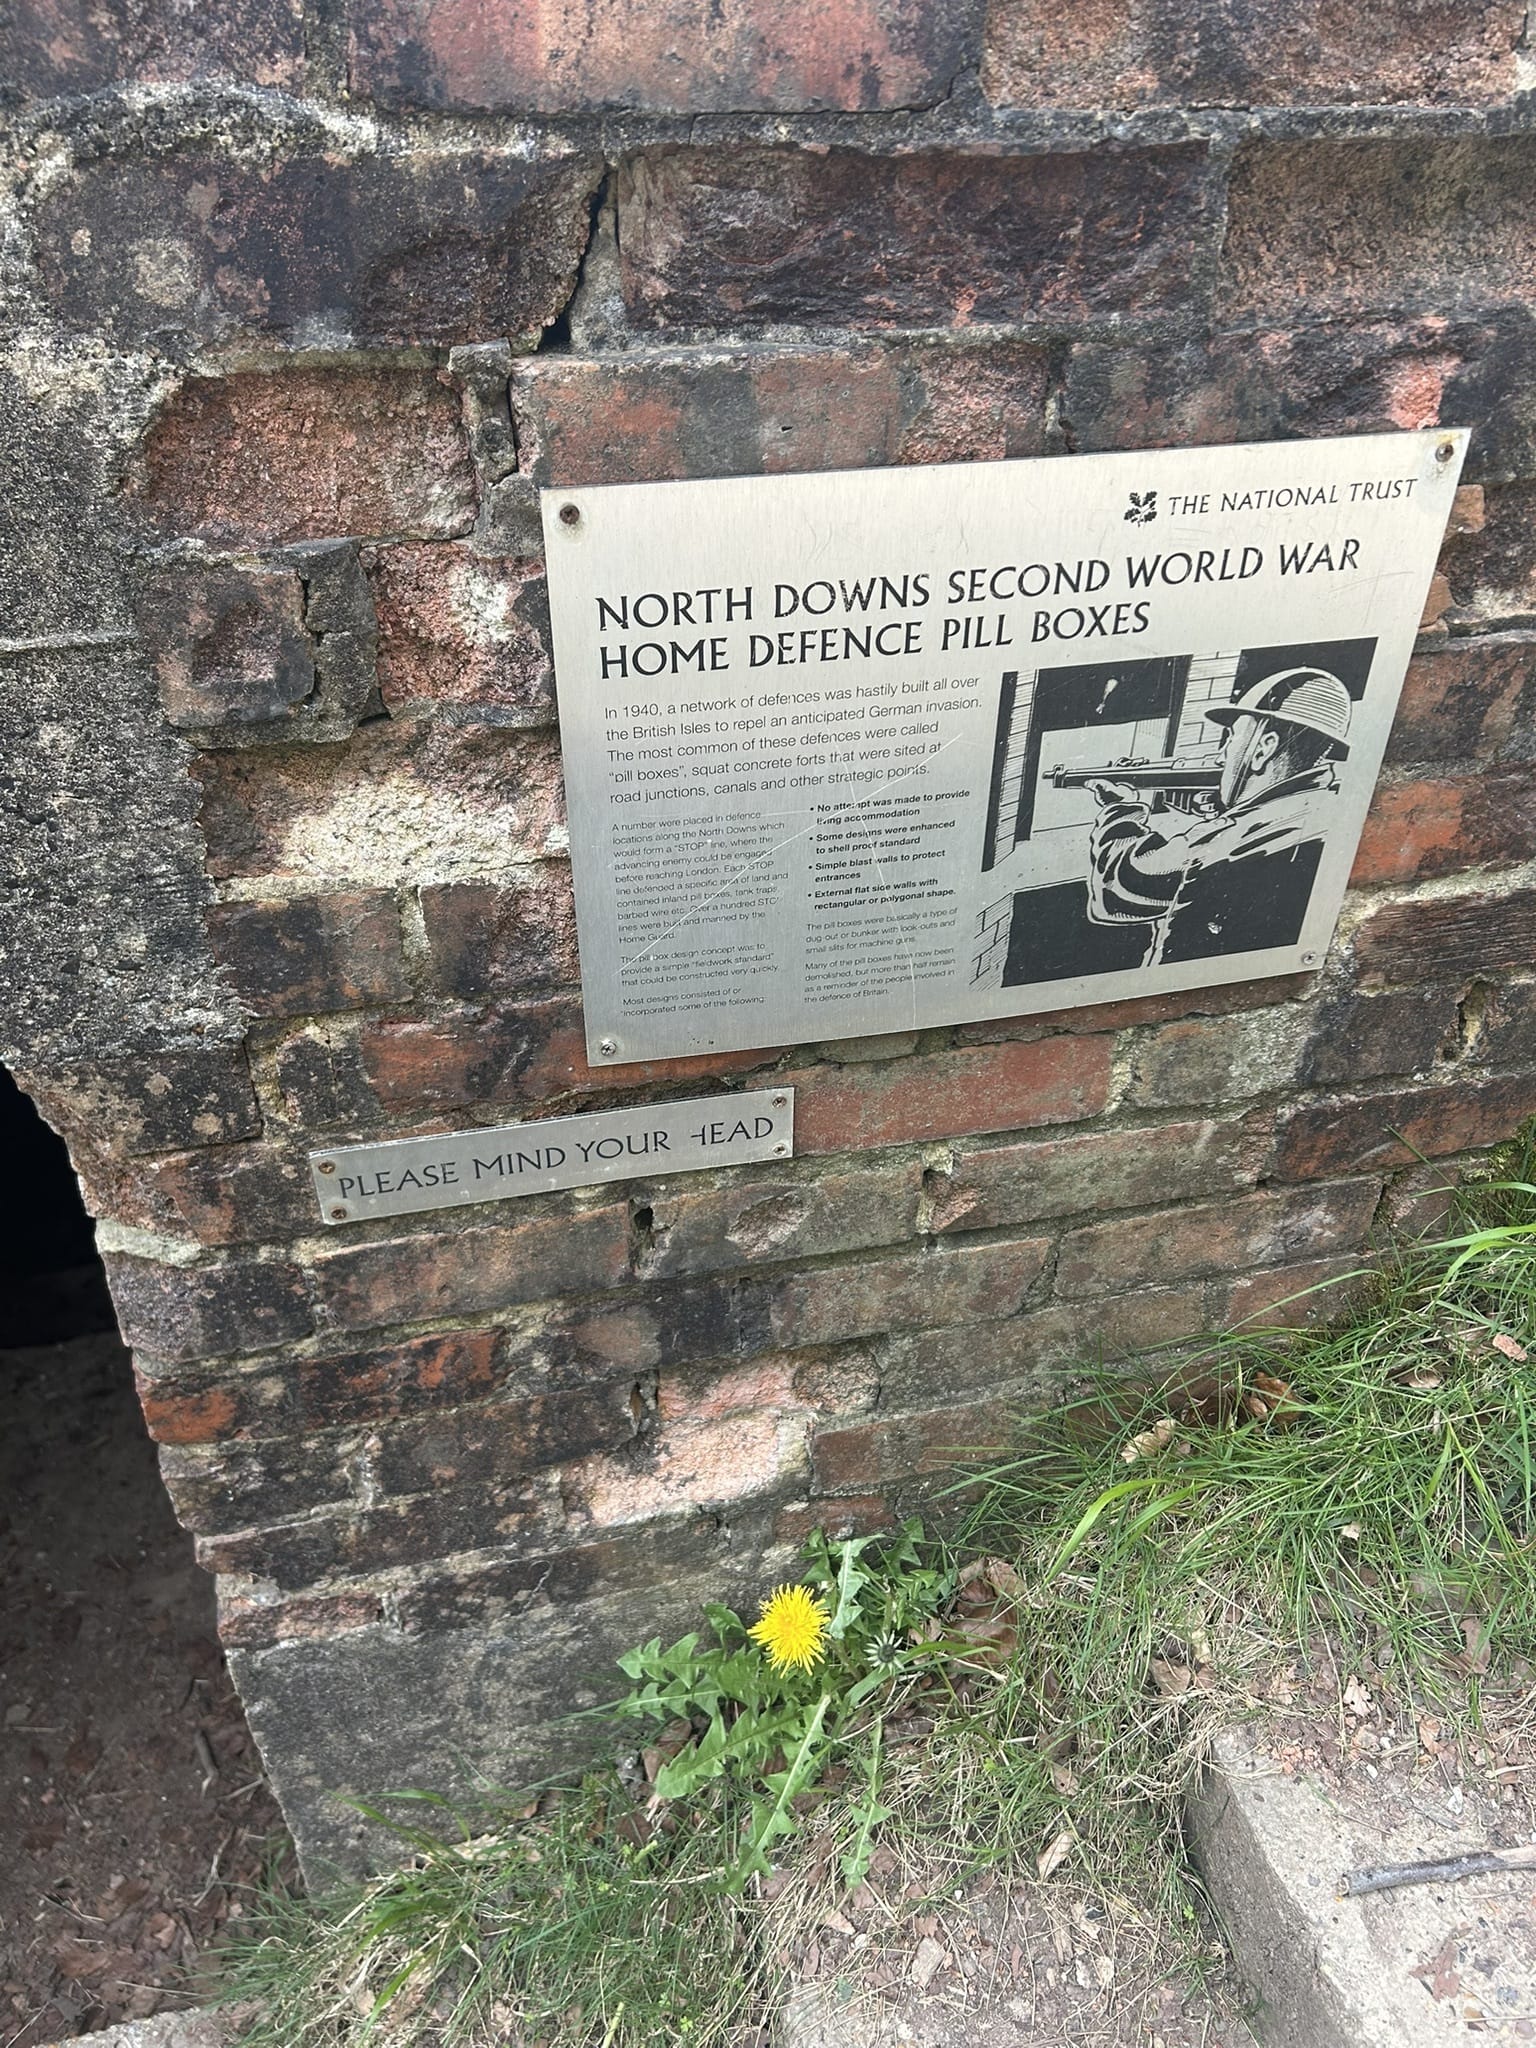 THE NATIONAL TRUST
NORTH DOWNS SECOND WORLD WAR
HOME DEFENCE PILL BOXES
In 1940, a network of defences was hastily built all over
the British Isles to repel an anticipated German invasion.
The most common of these defences were called
“pill boxes”, squat concrete forts that were sited at
road junctions, canals and other strategic points.
A number were placed in defence
locations along the North Downs which
would form a “STOP” line, where the
advancing enemy could be engaged
before reaching London. Each STOP
line defended a specific area of land and
contained inland pill boxes, tank traps,
barbed wire etc. Over a hundred STOP
lines were built and manned by the
Home Guard.
The pill box design concept was to
provide a simple “fieldwork standard”
that could be constructed very quickly.
Most designs consisted of or
incorporated some of the following:
• No attempt was made to provide
living accommodation
• Some designs were enhanced
to shell proof standard
• Simple blast walls to protect
entrances
• External flat side walls with
rectangular or polygonal shape.
The pill boxes were basically a type of
dug-out or bunker with look-outs and
small slits for machine guns.
Many of the pill boxes have now been
demolished, but more than half remain
as a reminder of the people involved in
the defence of Britain.
PLEASE MIND YOUR HEAD